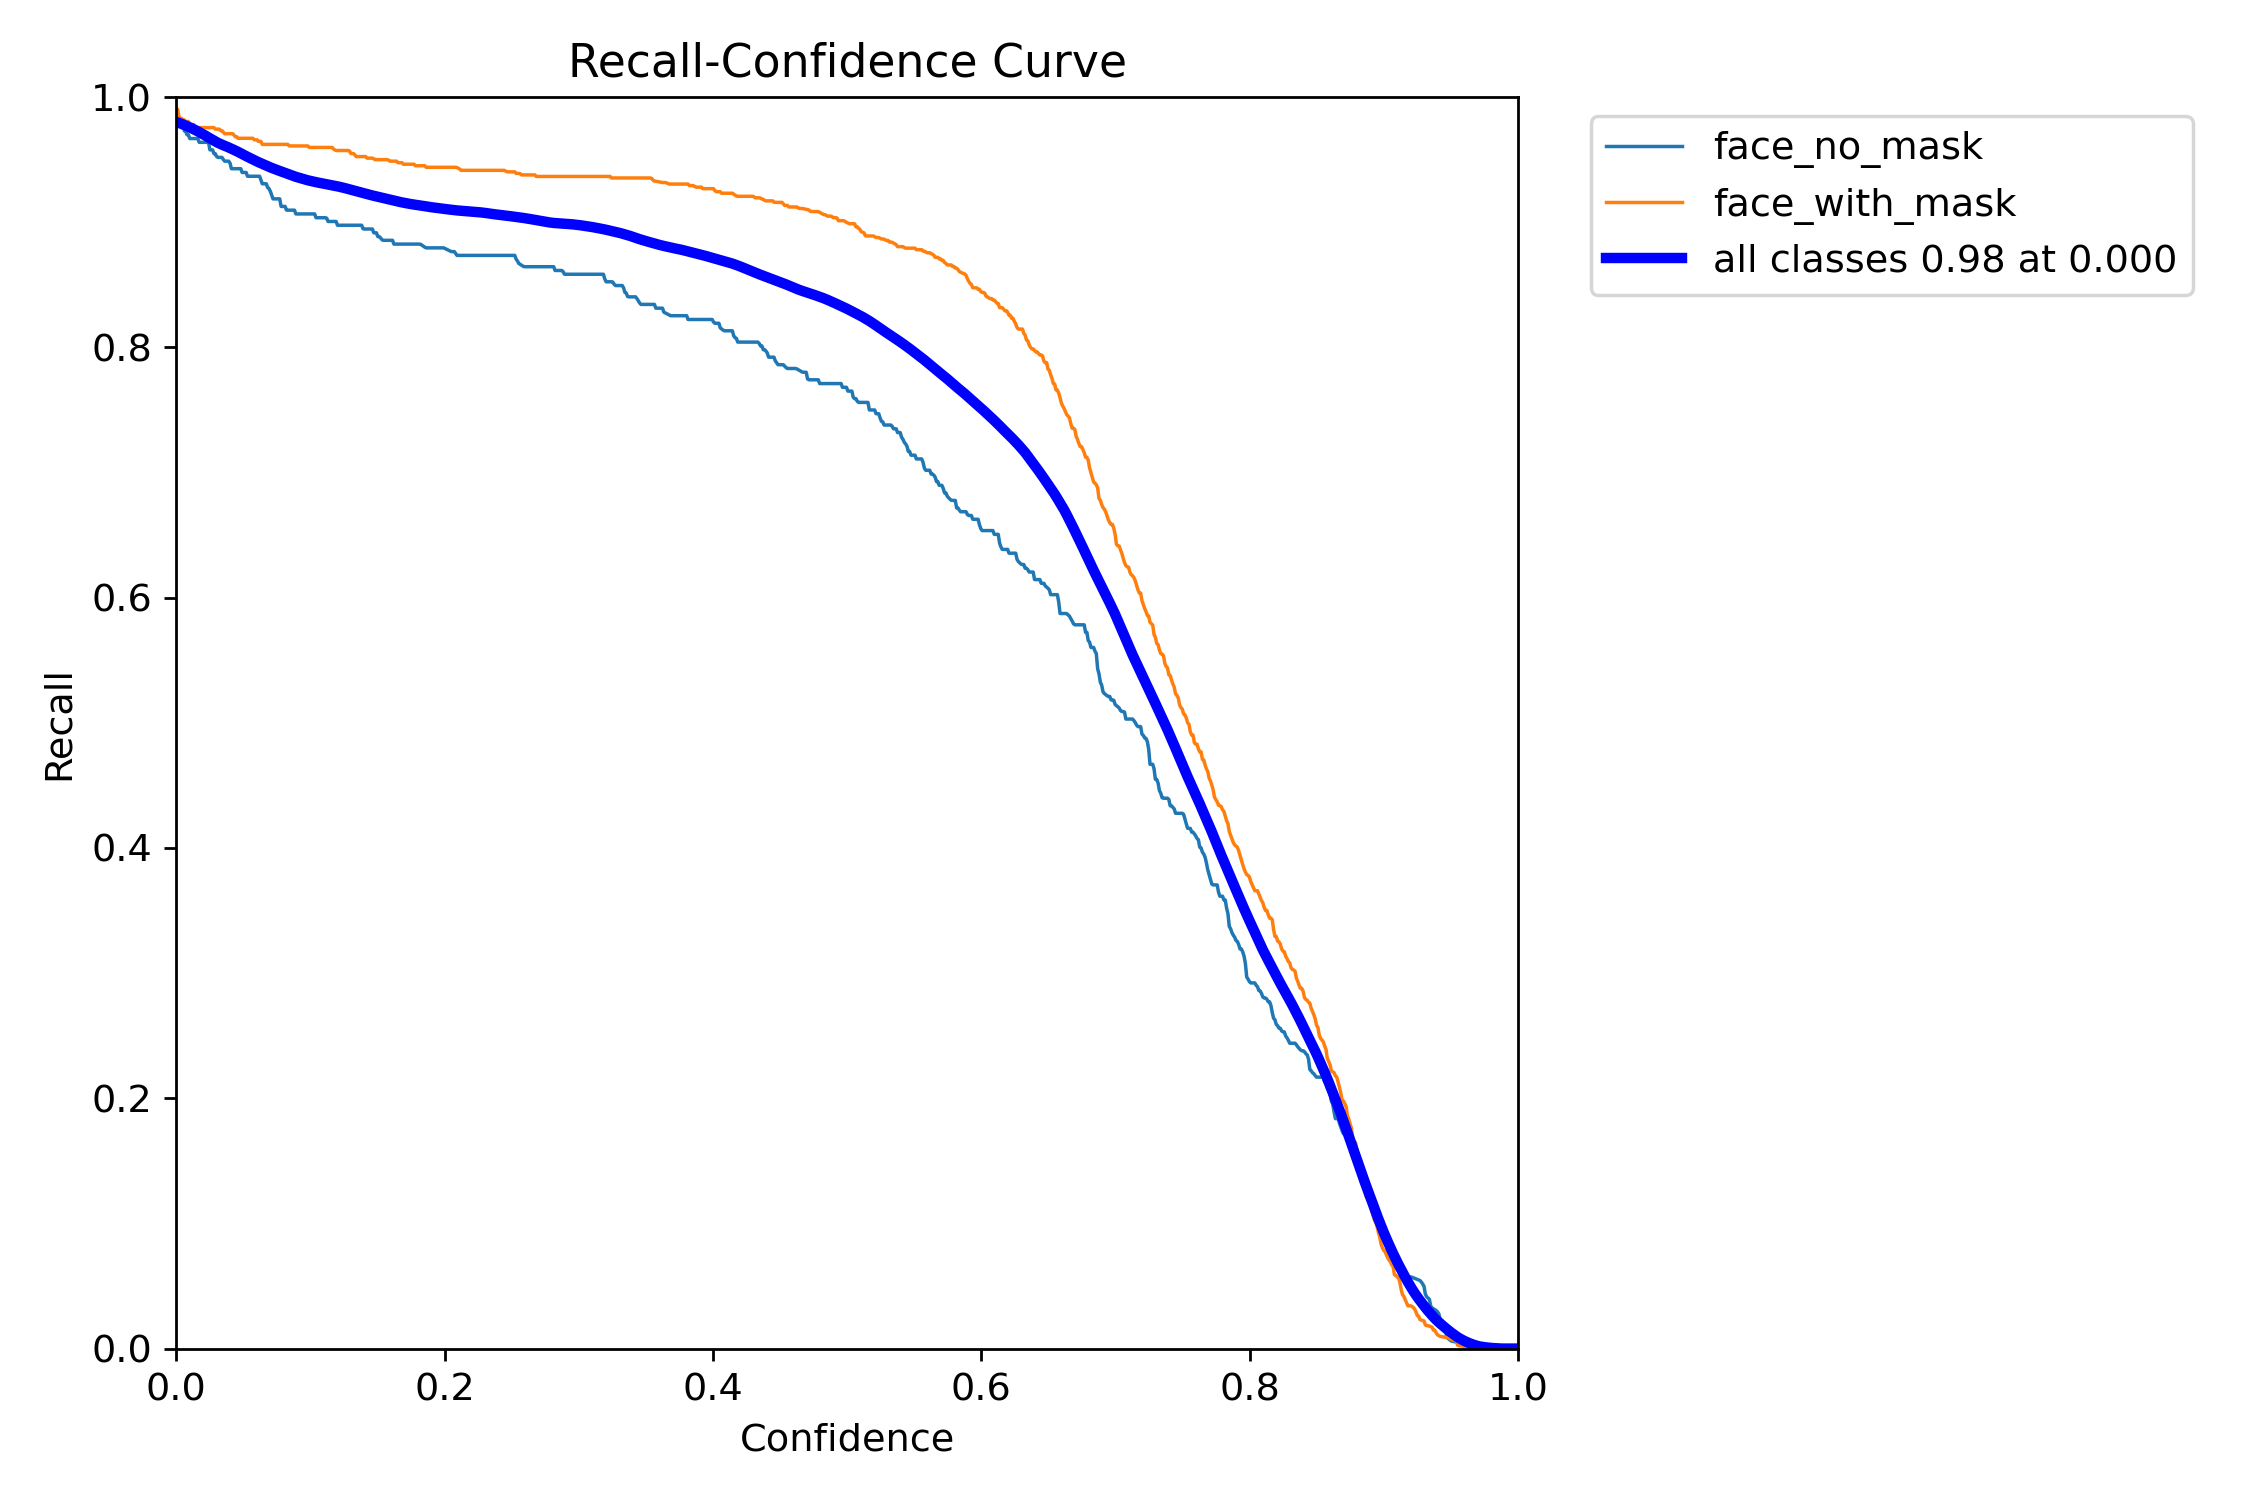 Recall-Confidence Curve
1.0
0.8
0.6
0.4
0.2
0.0
Recall
0.0 0.2 0.4 0.6 0.8 1.0
Confidence
face_no_mask
face_with_mask
all classes 0.98 at 0.000